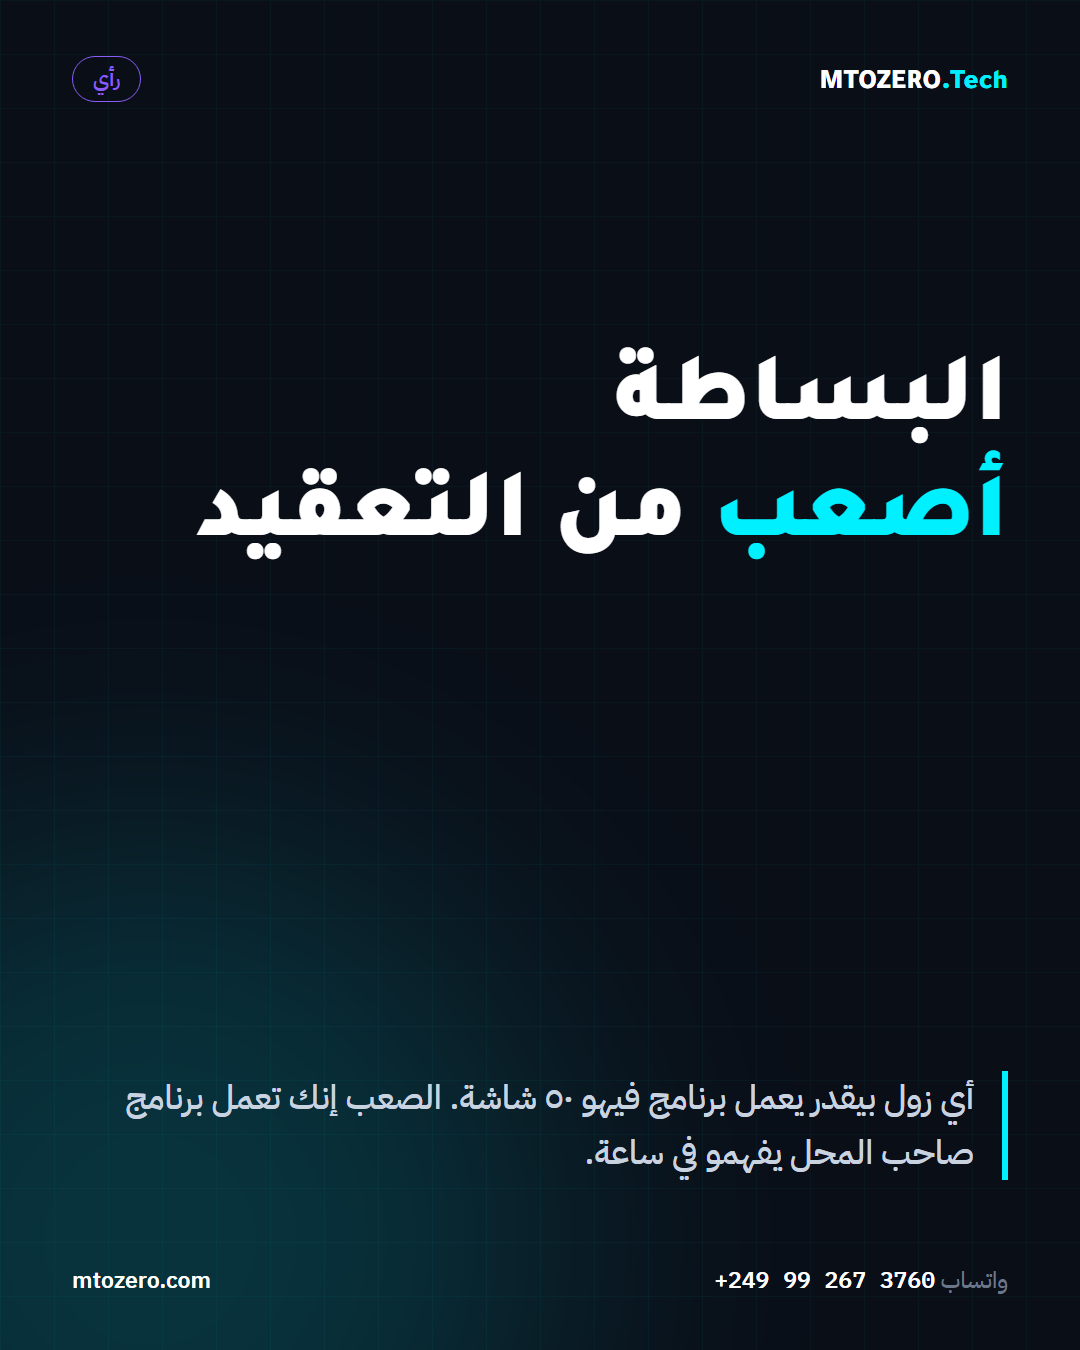 MTOZERO.Tech
رأي
البساطة
أصعب من التعقيد
أي زول بيقدر يعمل برنامج فيهو ٥٠ شاشة. الصعب إنك تعمل برنامج
صاحب المحل يفهمو في ساعة.
واتساب +249 99 267 3760
mtozero.com